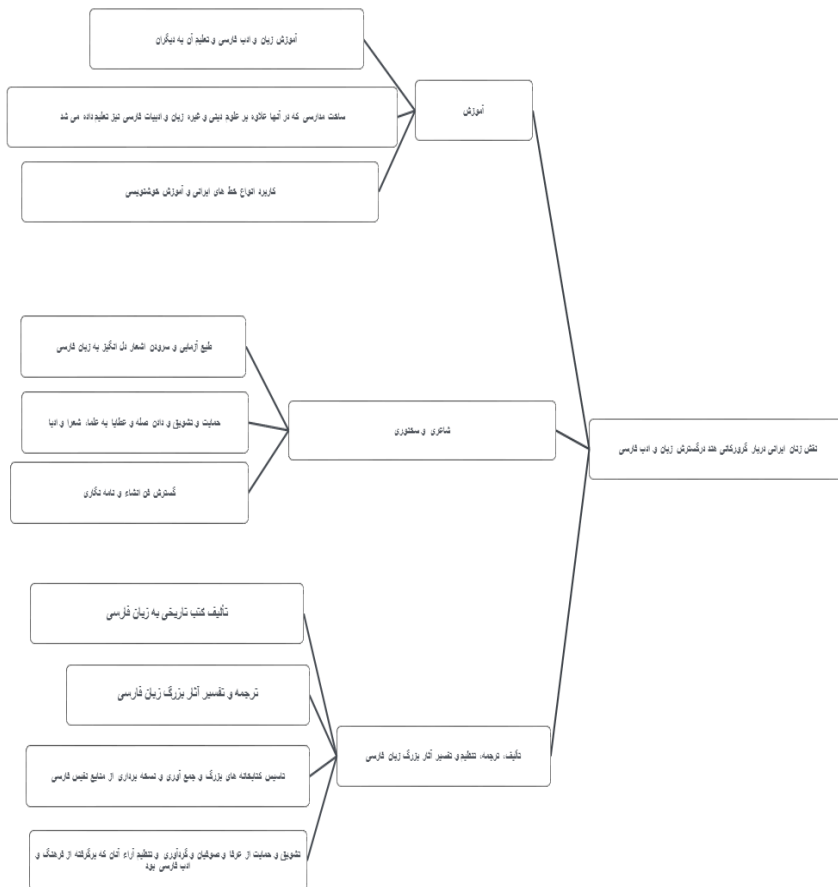 نقش زنان ایرانی دربار گرورکانی هند درگسترش زبان و ادب فارسی
آموزش
آموزش زبان و ادب فارسی و تعلیم آن به دیگران
ساخت مدارسی که در آنها علاوه بر علوم دینی و غیره زبان و ادبیات فارسی نیز تعلیم داده می شد
کاربرد انواع خط های ایرانی و آموزش خوشنویسی
شاعری و سخنوری
طبع آزمایی و سرودن اشعار دل انگیز به زبان فارسی
حمایت و تشویق و دادن صله و عطایا به علما، شعرا و ادبا
گسترش فن انشاء و نامه نگاری
تألیف، ترجمه، تنظیم و تفسیر آثار بزرگ زبان فارسی
تألیف کتب تاریخی به زبان فارسی
ترجمه و تفسیر آثار بزرگ زبان فارسی
تاسیس کتابخانه های بزرگ و جمع آوری و نسخه برداری از منابع نفیس فارسی
تشویق و حمایت از عرفا و صوفیان و گردآوری و تنظیم آراء آنان که برگرفته از فرهنگ و
ادب فارسی بود